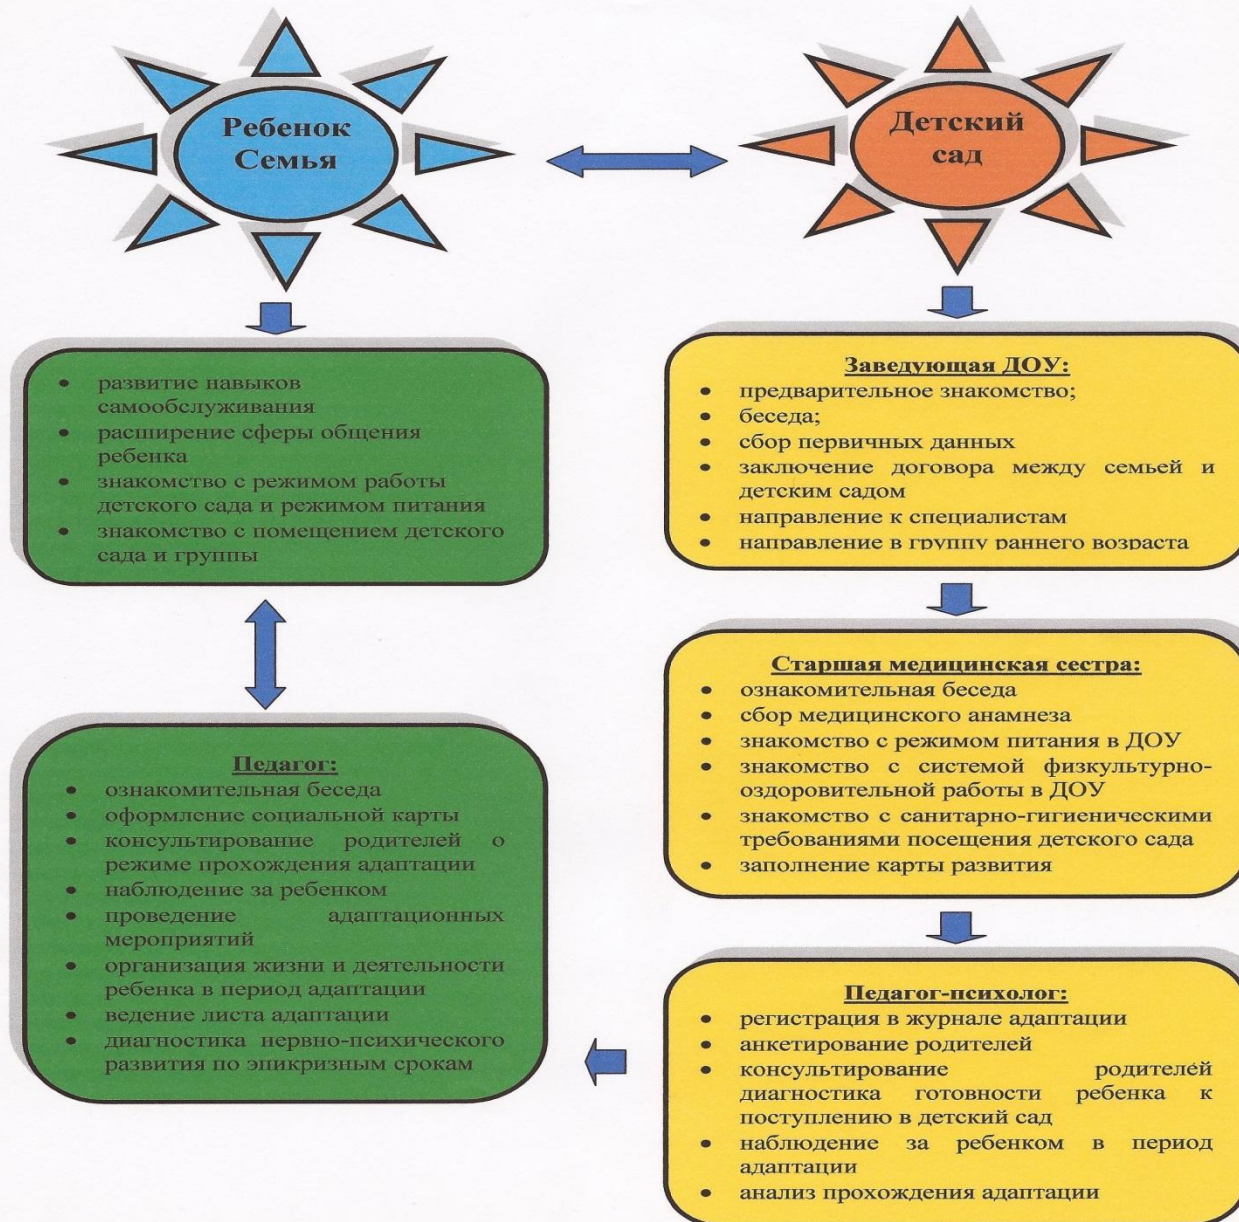 Ребенок
Семья
Детский
сад
• развитие навыков
самообслуживания
• расширение сферы общения
ребенка
• знакомство с режимом работы
детского сада и режимом питания
• знакомство с помещением детского
сада и группы
Педагог:
• ознакомительная беседа
• оформление социальной карты
• консультирование родителей о
режиме прохождения адаптации
• наблюдение за ребенком
• проведение адаптационных
мероприятий
• организация жизни и деятельности
ребенка в период адаптации
• ведение листа адаптации
• диагностика нервно-психического
развития по эпикризным срокам
Заведующая ДОУ:
• предварительное знакомство;
• беседа;
• сбор первичных данных
• заключение договора между семьей и
детским садом
• направление к специалистам
• направление в группу раннего возраста
Старшая медицинская сестра:
• ознакомительная беседа
• сбор медицинского анамнеза
• знакомство с режимом питания в ДОУ
• знакомство с системой физкультурно-
оздоровительной работы в ДОУ
• знакомство с санитарно-гигиеническими
требованиями посещения детского сада
• заполнение карты развития
Педагог-психолог:
• регистрация в журнале адаптации
• анкетирование родителей
• консультирование родителей
диагностика готовности ребенка к
поступлению в детский сад
• наблюдение за ребенком в период
адаптации
• анализ прохождения адаптации